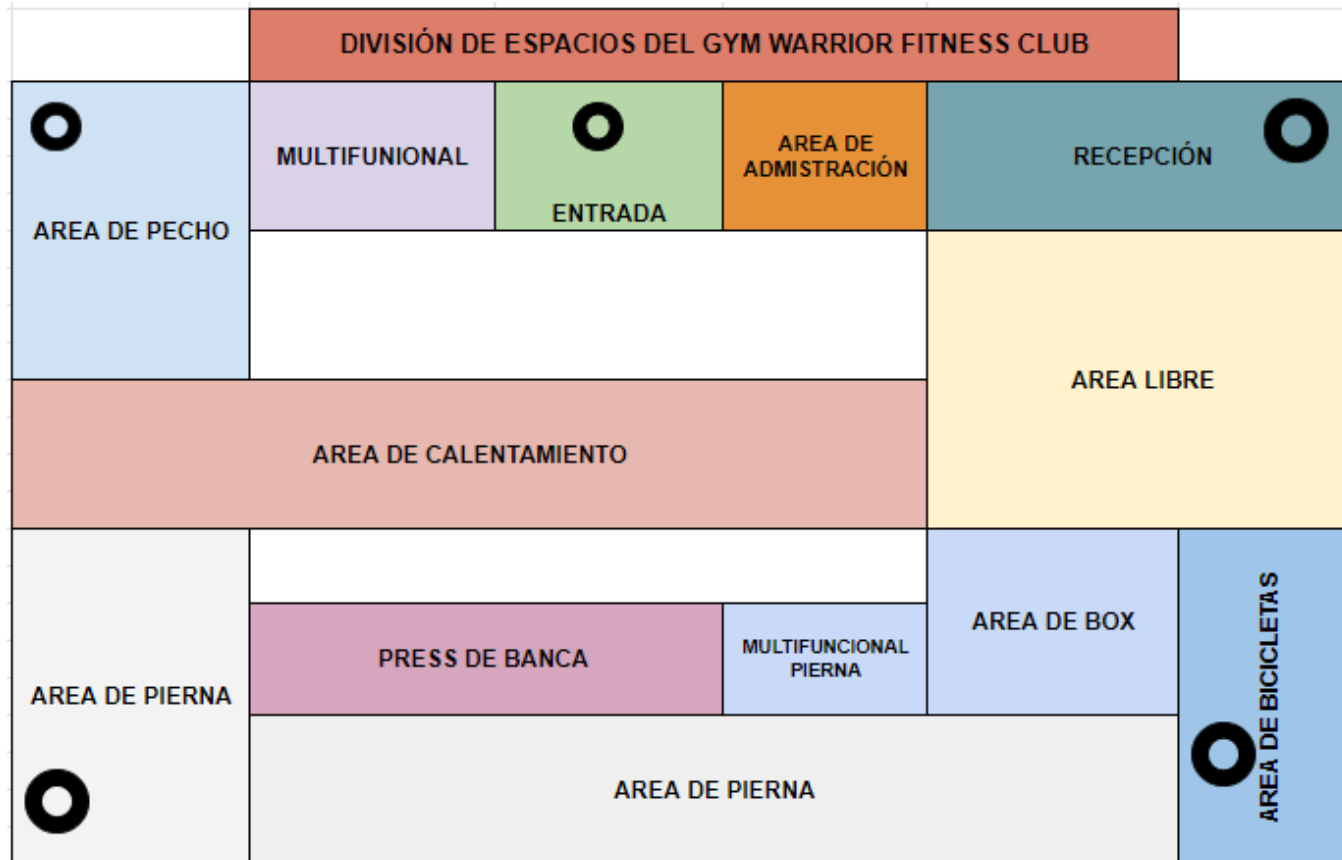 DIVISIÓN DE ESPACIOS DEL GYM WARRIOR FITNESS CLUB
AREA DE PECHO
MULTIFUNIONAL
ENTRADA
AREA DE
ADMISTRACIÓN
RECEPCIÓN
AREA LIBRE
AREA DE CALENTAMIENTO
AREA DE PIERNA
PRESS DE BANCA
MULTIFUNCIONAL
PIERNA
AREA DE BOX
AREA DE BICICLETAS
AREA DE PIERNA